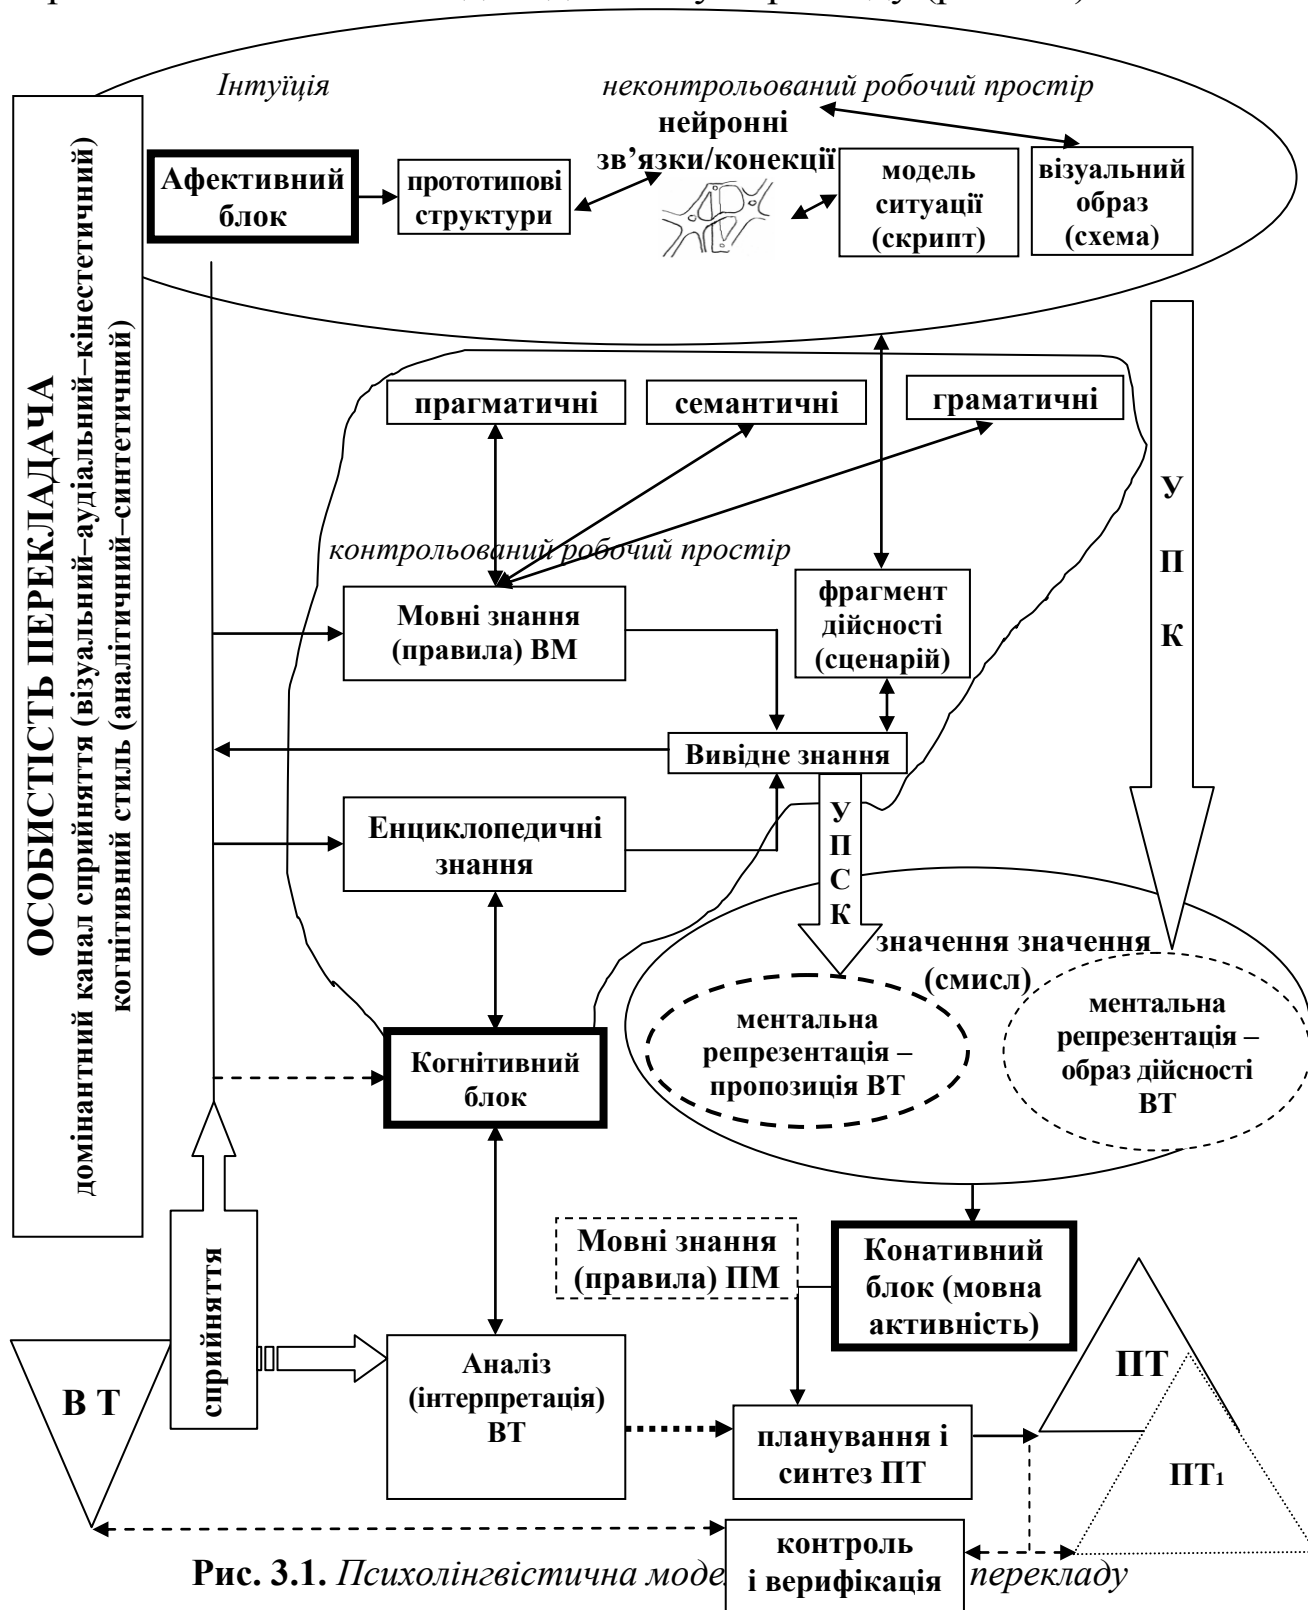 Інтуїція
неконтрольований робочий простір
нейронні
зв’язки/конекції
Афективний
блок
прототипові
структури
модель
ситуації
(скрипт)
візуальний
образ
(схема)
ОСОБИСТІСТЬ ПЕРЕКЛАДАЧА
домінантний канал сприйняття (візуальний–аудіальний–кінестетичний)
когнітивний стиль (аналітичний–синтетичний)
прагматичні
семантичні
граматичні
У
П
К
контрольований робочий простір
Мовні знання
(правила) ВМ
фрагмент
дійсності
(сценарій)
Вивідне знання
Енциклопедичні
знання
У
П
С
К
значення значення
(смисл)
ментальна
репрезентація –
пропозиція ВТ
ментальна
репрезентація –
образ дійсності
ВТ
Когнітивний
блок
сприйняття
Мовні знання
(правила) ПМ
Конативний
блок (мовна
активність)
В Т
Аналіз
(інтерпретація)
ВТ
планування і
синтез ПТ
ПТ
ПТ1
контроль
і верифікація
Рис. 3.1. Психолінгвістична перекладу